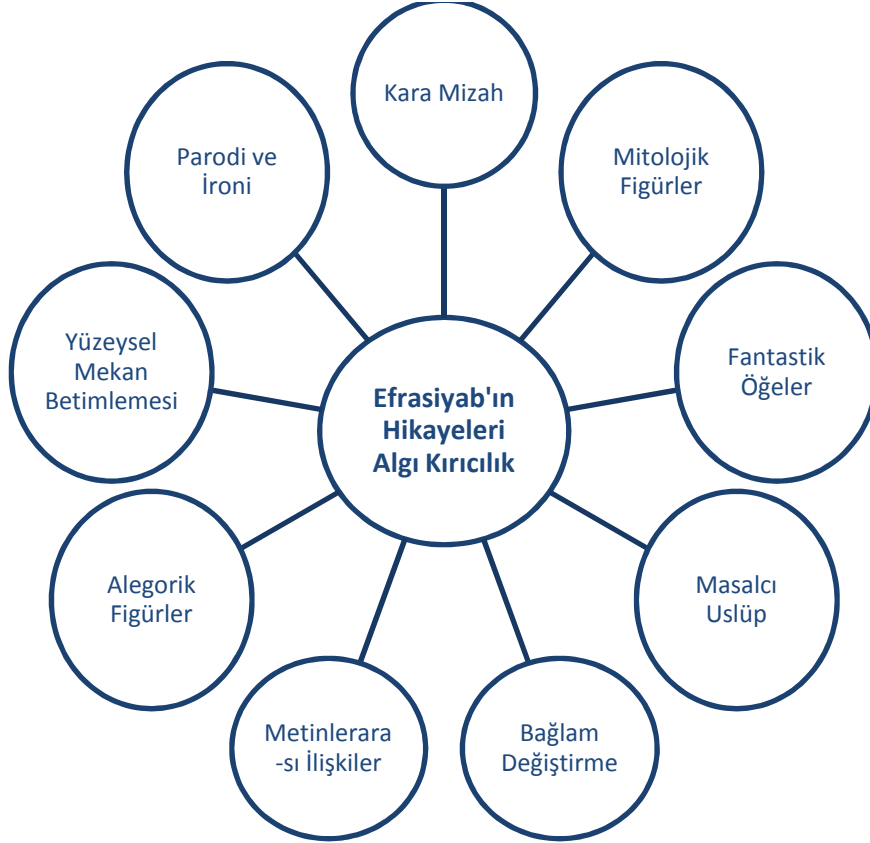 Kara Mizah
Parodi ve
İroni
Mitolojik
Figürler
Yüzeysel
Mekan
Betimlemesi
Fantastik
Öğeler
Efrasiyab'ın
Hikayeleri
Algı Kırıcılık
Alegorik
Figürler
Masalcı
Uslüp
Metinlerara
-sı İlişkiler
Bağlam
Değiştirme